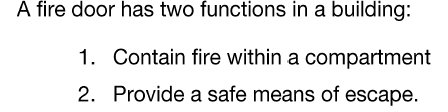 A fire door has two functions in a building:
1. Contain fire within a compartment
2. Provide a safe means of escape.